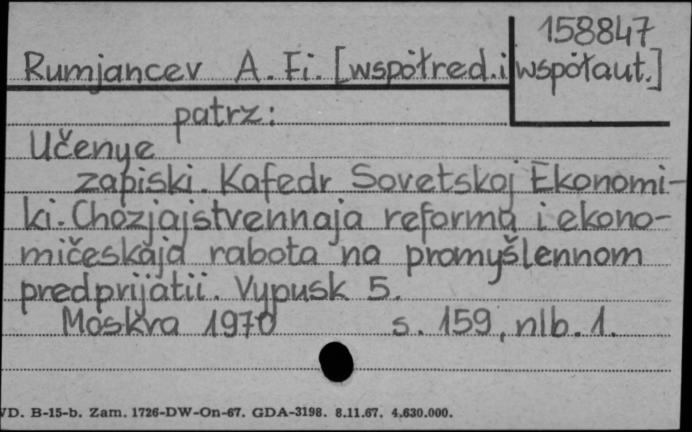 158847
Rumjancev A. Fi. [współred. i współaut.]
patrz:
Učenye
zapiski. Kafedr Sovetskoj Ekonomi-
ki. Chozjajstvennaja reforma i ekono-
mičeskaja rabota na promyšlennom
predprijatii. Vypusk 5.
Moskva 1970 s. 159, nlb. 1.
VD. B-15-b. Zam. 1726-DW-On-67. GDA-3198. 8.11.67. 4.630.000.